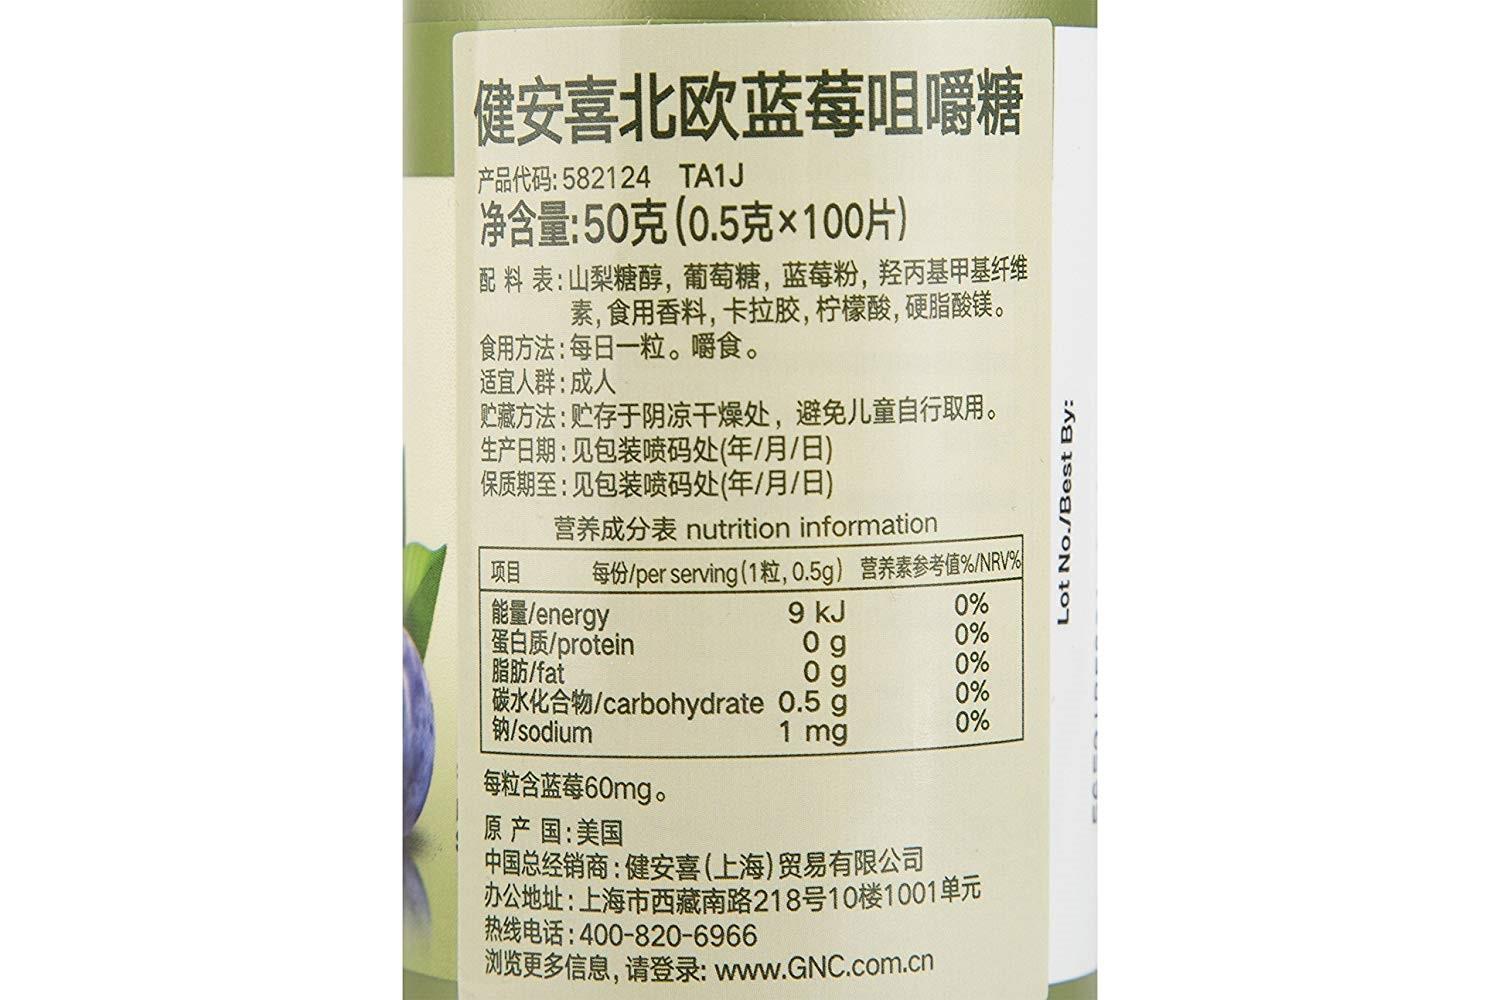 健安喜北欧蓝莓咀嚼糖
产品代码:582124 TA1J
净含量:50克(0.5克×100片)
配 料 表:山梨糖醇, 葡萄糖, 蓝莓粉, 羟丙基甲基纤维
素, 食用香料, 卡拉胶, 柠檬酸, 硬脂酸镁。
食用方法:每日一粒。嚼食。
适宜人群:成人
贮藏方法:贮存于阴凉干燥处, 避免儿童自行取用。
生产日期:见包装喷码处(年/月/日)
保质期至:见包装喷码处(年/月/日)
营养成分表 nutrition information
项目 每份/per serving(1粒, 0.5g) 营养素参考值%/NRV%
能量/energy 9 kJ 0%
蛋白质/protein 0 g 0%
脂肪/fat 0 g 0%
碳水化合物/carbohydrate 0.5 g 0%
钠/sodium 1 mg 0%
每粒含蓝莓60mg。
原 产 国:美国
中国总经销商:健安喜(上海)贸易有限公司
办公地址:上海市西藏南路218号10楼1001单元
热线电话:400-820-6966
浏览更多信息, 请登录: www.GNC.com.cn
Lot No./Best By: